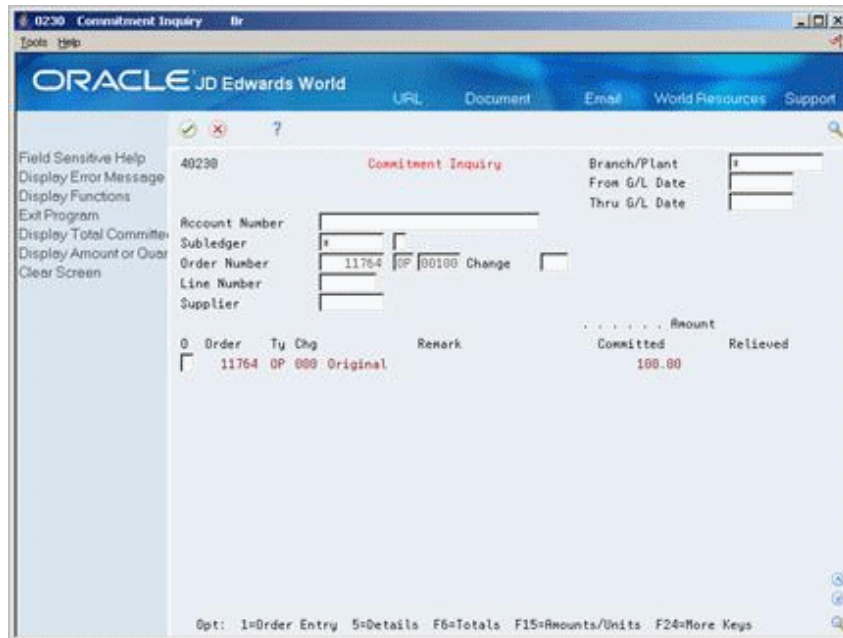 0230 Commitment Inquiry Br
Tools Help
ORACLE JD Edwards World
URL Document Email World Resources Support
?
Field Sensitive Help
Display Error Message
Display Functions
Exit Program
Display Total Committe
Display Amount or Quan
Clear Screen
40230 Commitment Inquiry Branch/Plant *
From G/L Date
Thru G/L Date
Account Number
Subledger *
Order Number 11764 OP 00100 Change
Line Number
Supplier
. . . . . . Amount
O Order Ty Chg Remark Committed Relieved
11764 OP 000 Original 100.00
Opt: 1=Order Entry 5=Details F6=Totals F15=Amounts/Units F24=More Keys